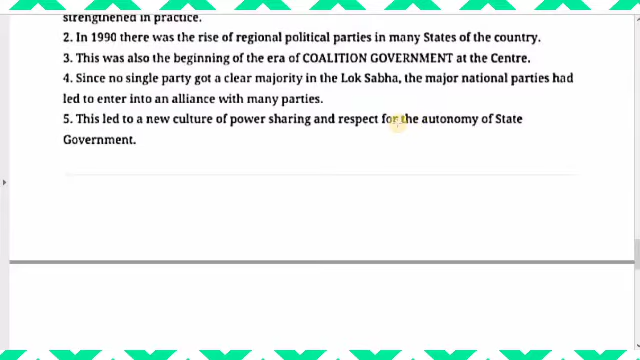 strengthened in practice.
2. In 1990 there was the rise of regional political parties in many States of the country.
3. This was also the beginning of the era of COALITION GOVERNMENT at the Centre.
4. Since no single party got a clear majority in the Lok Sabha, the major national parties had
led to enter into an alliance with many parties.
5. This led to a new culture of power sharing and respect for the autonomy of State
Government.